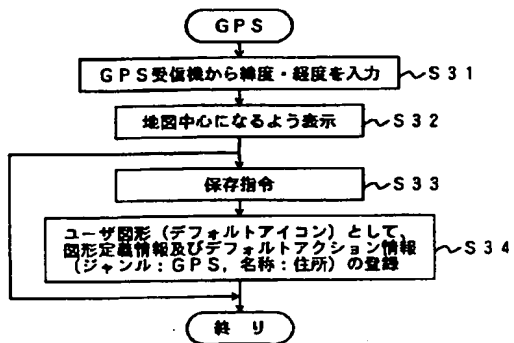 GPS
GPS受信機から緯度・経度を入力
S31
地図中心になるよう表示
S32
保存指令
S33
ユーザ図形(デフォルトアイコン)として、
図形定義情報及びデフォルトアクション情報
(ジャンル:GPS,名称:住所)の登録
S34
終り